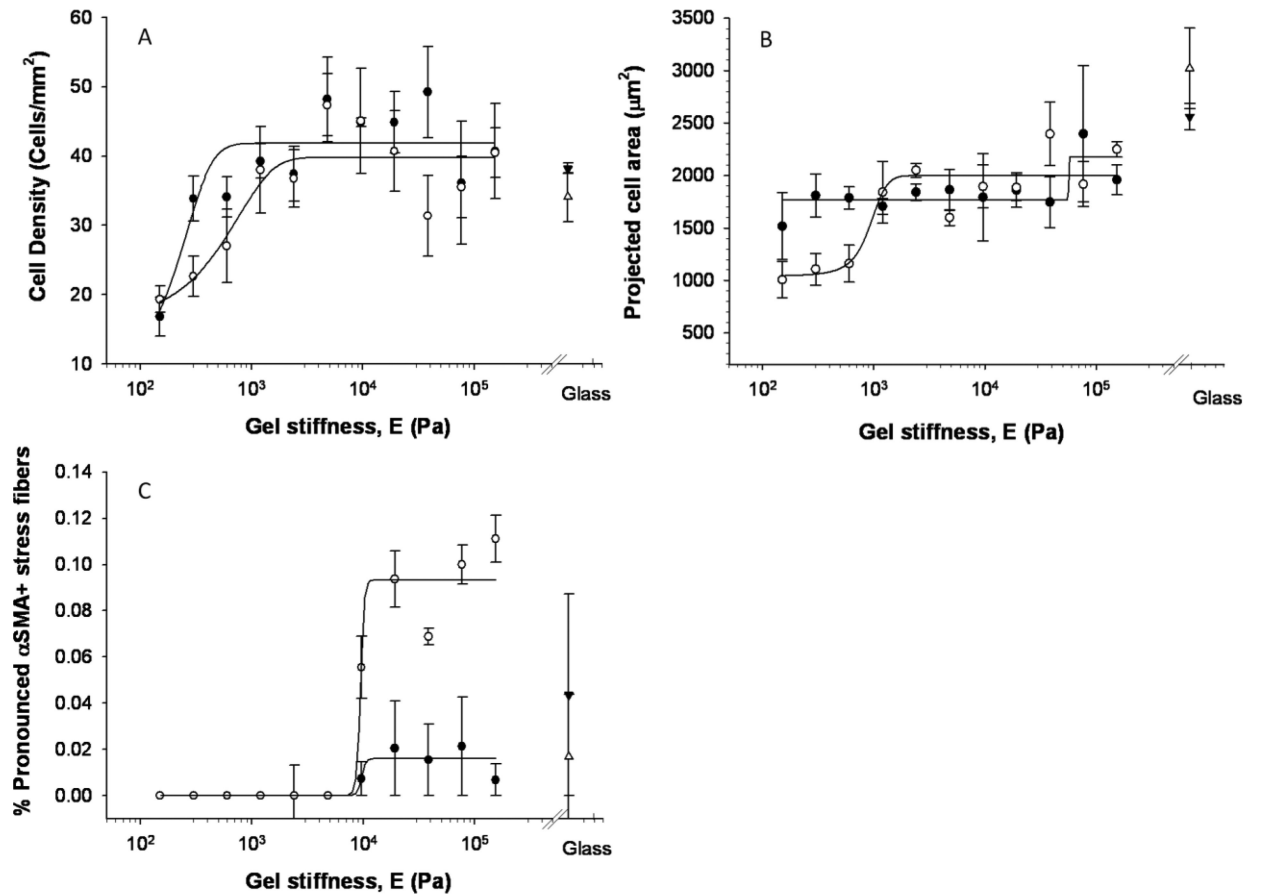 A
Cell Density (Cells/mm²)
60
50
40
30
20
10
10² 10³ 10⁴ 10⁵
Glass
Gel stiffness, E (Pa)
B
Projected cell area (μm²)
3500
3000
2500
2000
1500
1000
500
10² 10³ 10⁴ 10⁵
Glass
Gel stiffness, E (Pa)
C
% Pronounced αSMA+ stress fibers
0.14
0.12
0.10
0.08
0.06
0.04
0.02
0.00
10² 10³ 10⁴ 10⁵
Glass
Gel stiffness, E (Pa)